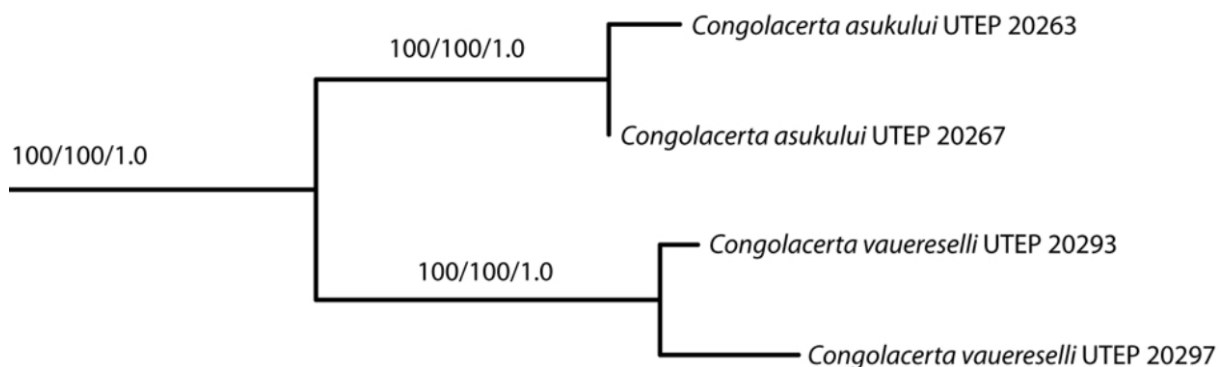 Congolacerta asukului UTEP 20263
100/100/1.0
Congolacerta asukului UTEP 20267
100/100/1.0
Congolacerta vauereselli UTEP 20293
100/100/1.0
Congolacerta vauereselli UTEP 20297